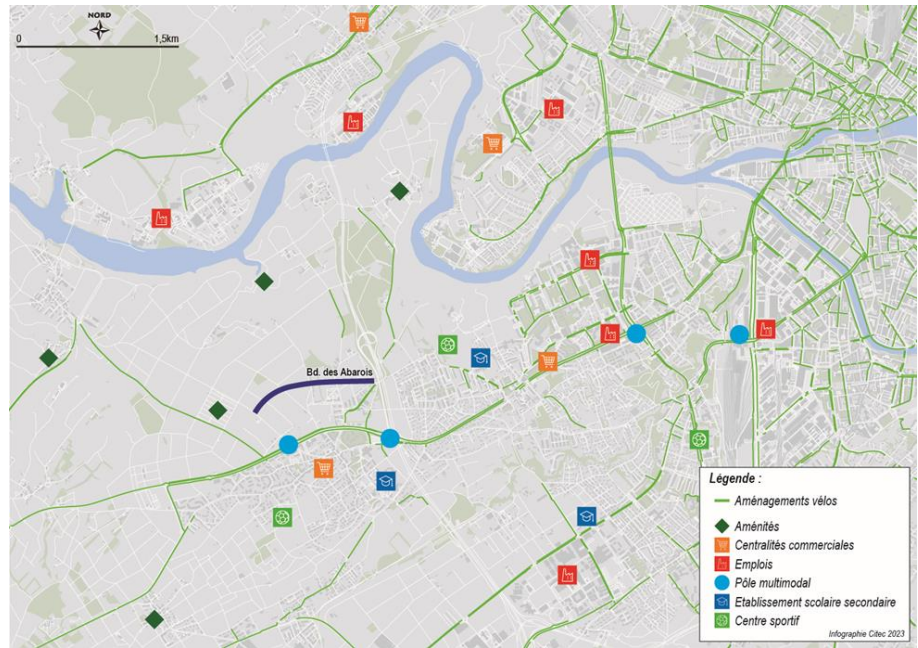 NORD
0 1,5km
Bd. des Abarois
Légende :
Aménagements vélos
Aménités
Centralités commerciales
Emplois
Pôle multimodal
Etablissement scolaire secondaire
Centre sportif
Infographie Citec 2023